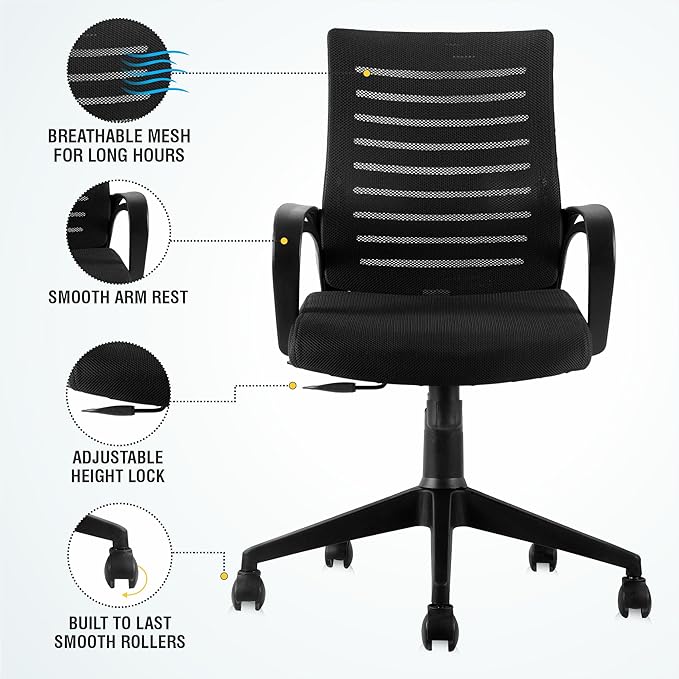 BREATHABLE MESH
FOR LONG HOURS
SMOOTH ARM REST
ADJUSTABLE
HEIGHT LOCK
BUILT TO LAST
SMOOTH ROLLERS